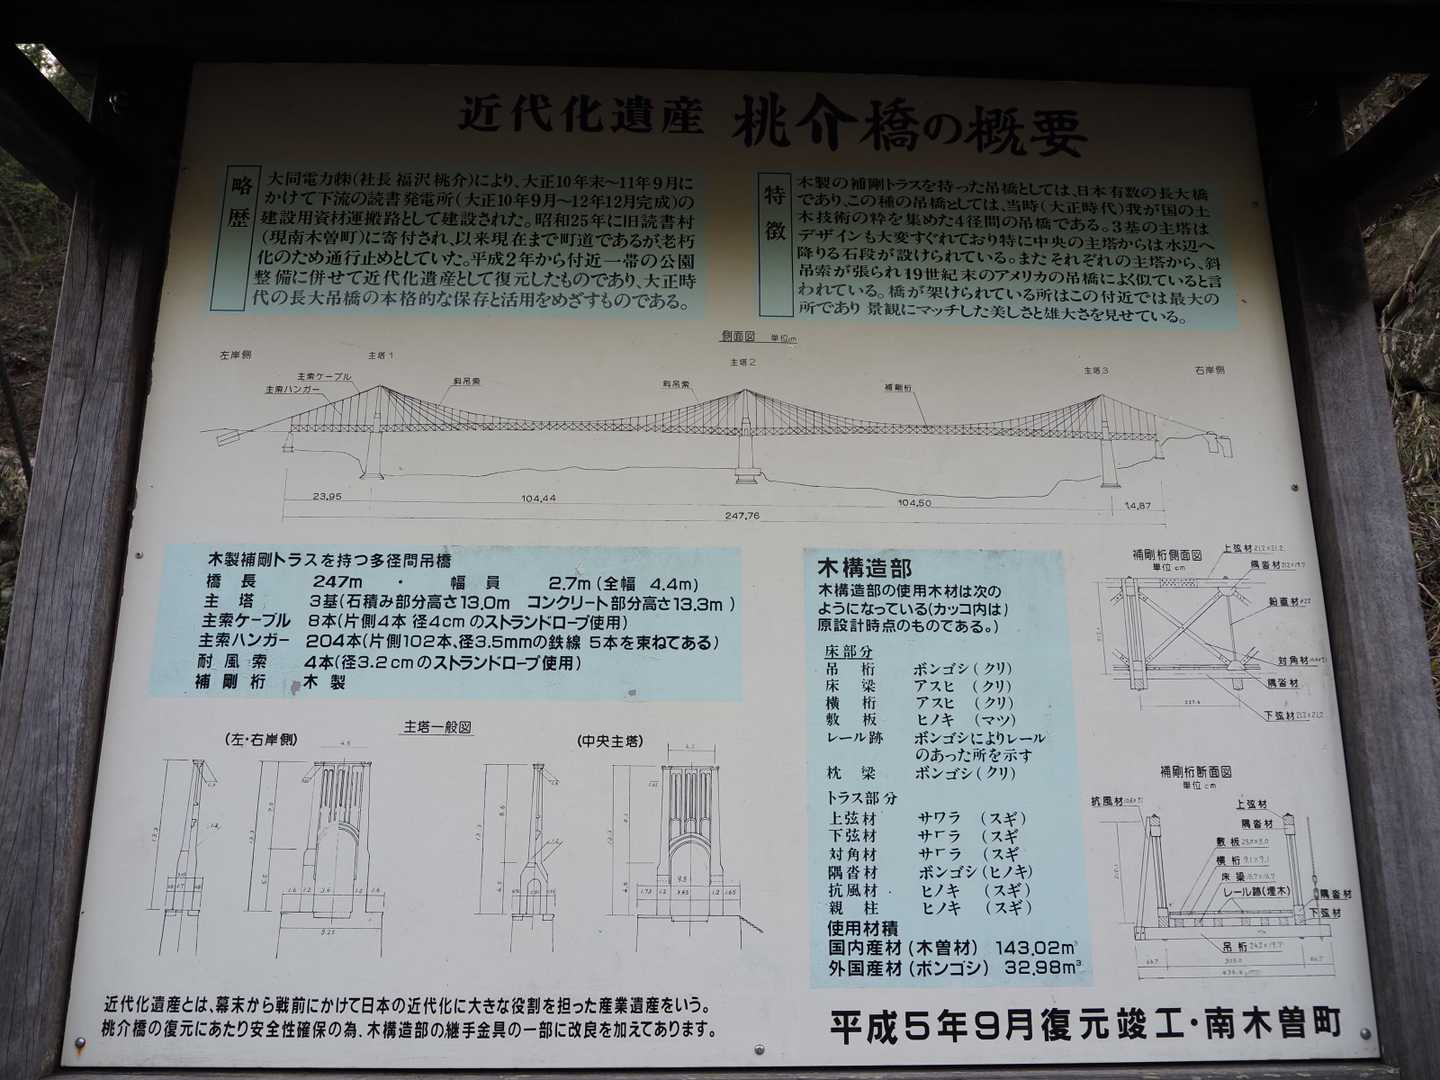 近代化遺産 桃介橋の概要
略歴
大同電力㈱(社長 福沢桃介)により、大正10年末～11年9月に
かけて下流の読書発電所(大正10年9月～12年12月完成)の
建設用資材運搬路として建設された。昭和25年に旧読書村
(現南木曽町)に寄付され、以来現在まで町道であるが老朽
化のため通行止めとしていた。平成2年から付近一帯の公園
整備に併せて近代化遺産として復元したものであり、大正時
代の長大吊橋の本格的な保存と活用をめざすものである。
特徴
木製の補剛トラスを持った吊橋としては、日本有数の長大橋
であり、この種の吊橋としては、当時(大正時代)我が国の土
木技術の粋を集めた4径間の吊橋である。3基の主塔は
デザインも大変すぐれており特に中央の主塔からは水辺へ
降りる石段が設けられている。またそれぞれの主塔から、斜
吊索が張られ19世紀末のアメリカの吊橋によく似ていると言
われている。橋が架けられている所はこの付近では最大の
所であり 景観にマッチした美しさと雄大さを見せている。
側面図 単位m
左岸側
主塔1
主塔2
主塔3
右岸側
主索ケーブル
主索ハンガー
斜吊索
斜吊索
補剛桁
23.95
104.44
104.50
14.87
247.76
木製補剛トラスを持つ多径間吊橋
橋長 247m ・ 幅員 2.7m(全幅 4.4m)
主塔 3基(石積み部分高さ13.0m コンクリート部分高さ13.3m)
主索ケーブル 8本(片側4本 径4cmのストランドロープ使用)
主索ハンガー 204本(片側102本、径3.5mmの鉄線 5本を束ねてある)
耐風索 4本(径3.2cmのストランドロープ使用)
補剛桁 木製
主塔一般図
(左・右岸側)
(中央主塔)
木構造部
木構造部の使用木材は次の
ようになっている(カッコ内は)
原設計時点のものである。)
床部分
吊桁 ボンゴシ(クリ)
床梁 アスヒ (クリ)
横桁 アスヒ (クリ)
敷板 ヒノキ (マツ)
レール跡 ボンゴシによりレール
のあった所を示す
枕梁 ボンゴシ(クリ)
トラス部分
上弦材 サワラ (スギ)
下弦材 サワラ (スギ
対角材 サワラ (スギ
隅沓材 ボンゴシ(ヒノキ)
抗風材 ヒノキ (スギ)
親柱 ヒノキ (スギ)
使用材積
国内産材(木曽材) 143.02m³
外国産材(ボンゴシ) 32.98m³
補剛桁側面図
単位cm
上弦材
隅沓材
鉛直材
対角材
隅沓材
下弦材
補剛桁断面図
単位cm
抗風材
上弦材
隅沓材
敷板
横桁
床梁
レール跡(埋木)
隅沓材
下弦材
吊桁
近代化遺産とは、幕末から戦前にかけて日本の近代化に大きな役割を担った産業遺産をいう。
桃介橋の復元にあたり安全性確保の為、木構造部の継手金具の一部に改良を加えてあります。
平成5年9月復元竣工・南木曽町